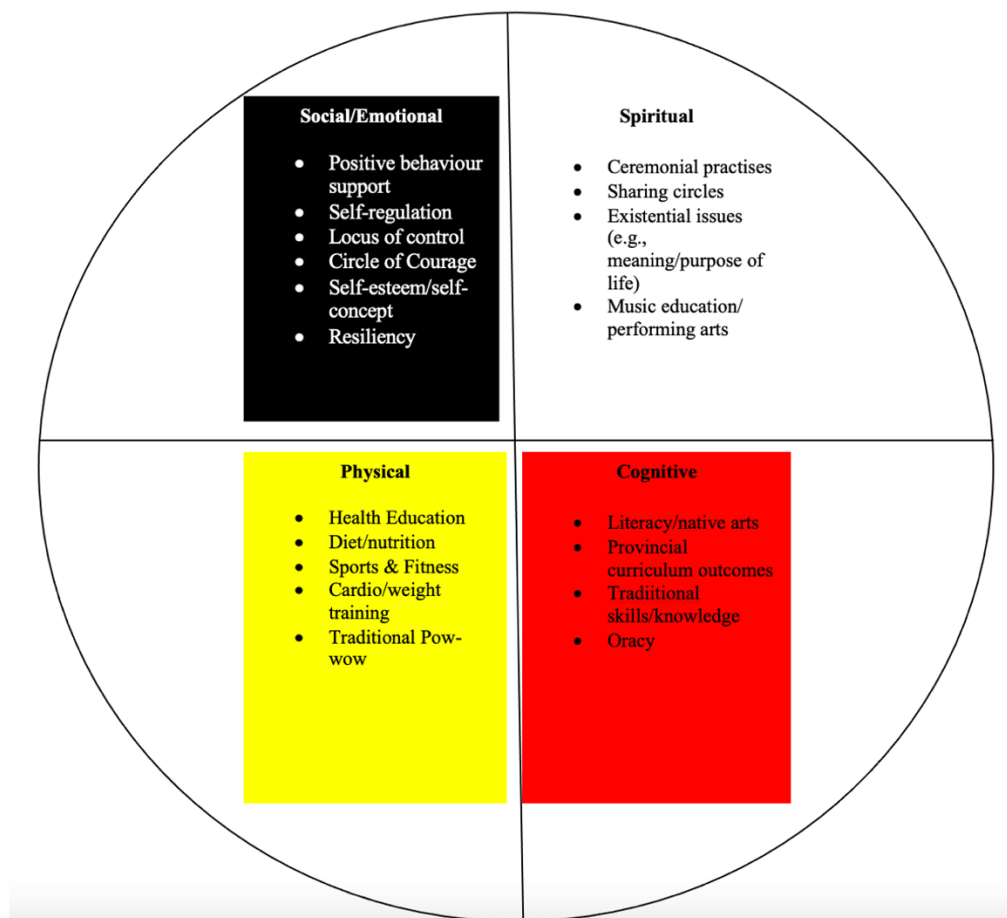 Social/Emotional
• Positive behaviour
support
• Self-regulation
• Locus of control
• Circle of Courage
• Self-esteem/self-
concept
• Resiliency
Spiritual
• Ceremonial practises
• Sharing circles
• Existential issues
(e.g.,
meaning/purpose of
life)
• Music education/
performing arts
Physical
• Health Education
• Diet/nutrition
• Sports & Fitness
• Cardio/weight
training
• Traditional Pow-
wow
Cognitive
• Literacy/native arts
• Provincial
curriculum outcomes
• Tradiitional
skills/knowledge
• Oracy